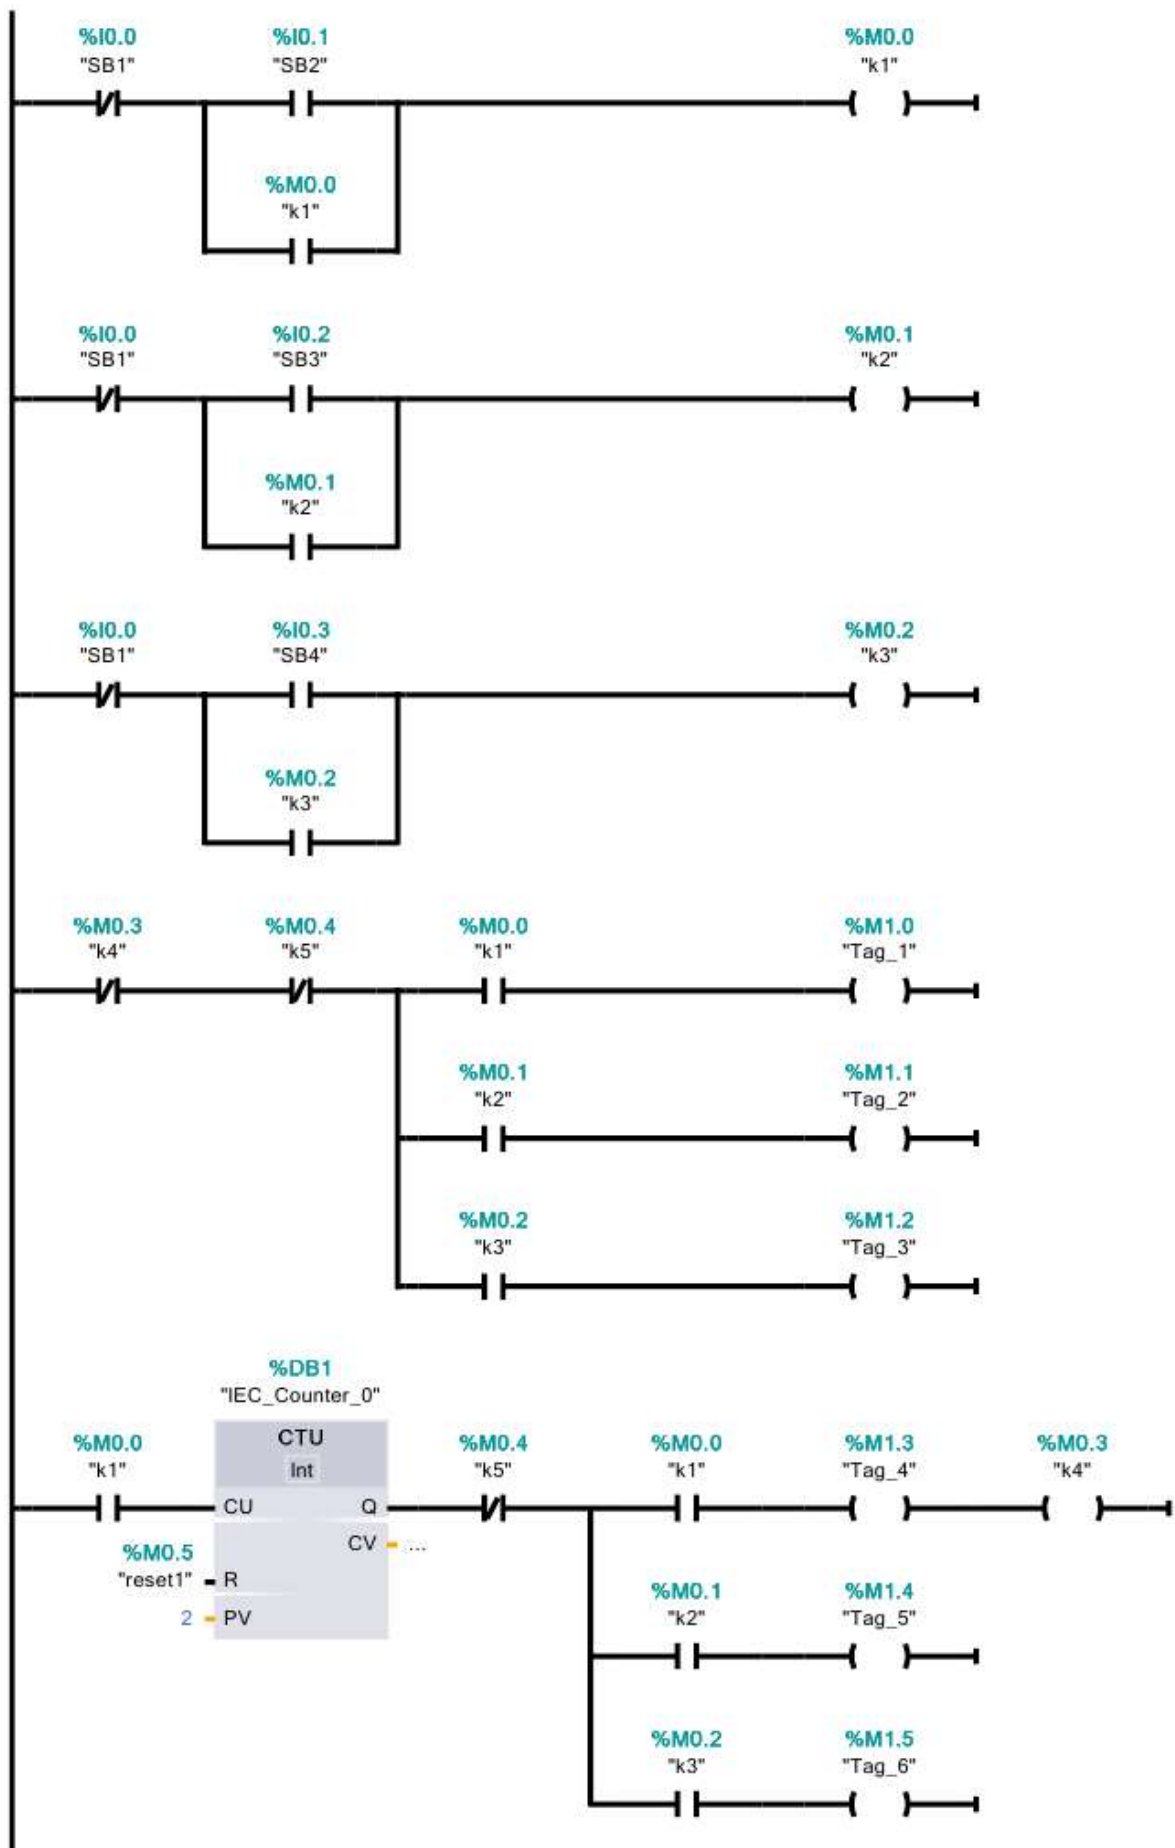 %I0.0 %I0.1 %M0.0
"SB1" "SB2" "k1"
%M0.0
"k1"
%I0.0 %I0.2 %M0.1
"SB1" "SB3" "k2"
%M0.1
"k2"
%I0.0 %I0.3 %M0.2
"SB1" "SB4" "k3"
%M0.2
"k3"
%M0.3 %M0.4 %M0.0 %M1.0
"k4" "k5" "k1" "Tag_1"
%M0.1 %M1.1
"k2" "Tag_2"
%M0.2 %M1.2
"k3" "Tag_3"
%DB1
"IEC_Counter_0"
%M0.0 CTU %M0.4 %M0.0 %M1.3 %M0.3
"k1" Int "k5" "k1" "Tag_4" "k4"
CU Q
CV ...
%M0.5
"reset1" R
%M0.1 %M1.4
2 PV "k2" "Tag_5"
%M0.2 %M1.5
"k3" "Tag_6"